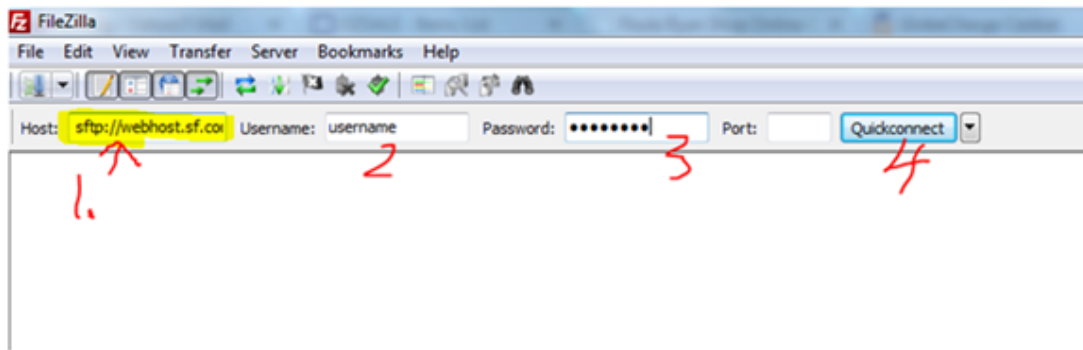 FileZilla
File Edit View Transfer Server Bookmarks Help
Host: sftp://webhost.sf.co Username: username Password: ●●●●●●●● Port: Quickconnect
1. 2 3 4